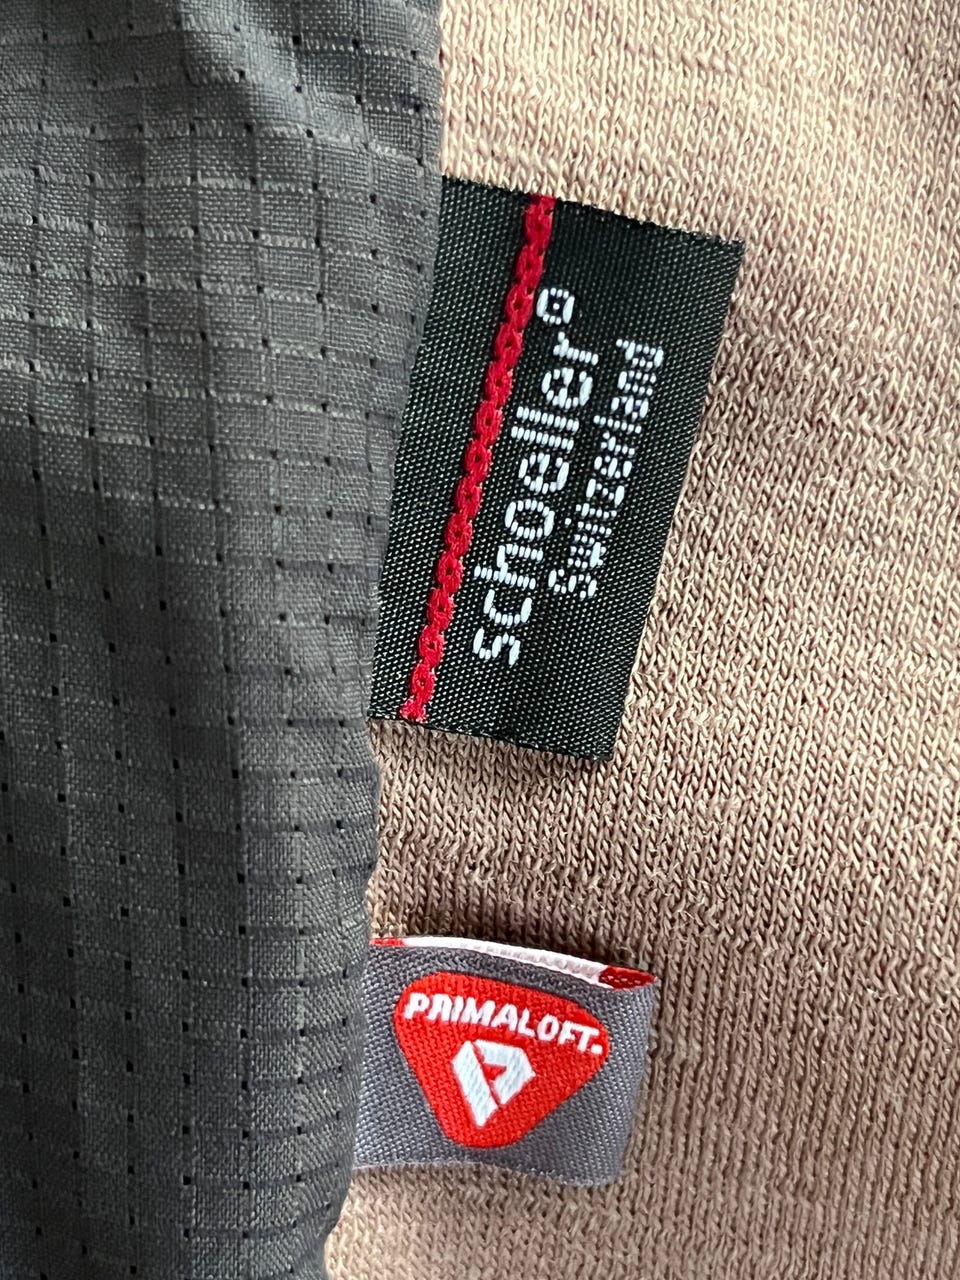 schoeller®
Switzerland
PRIMALOFT.